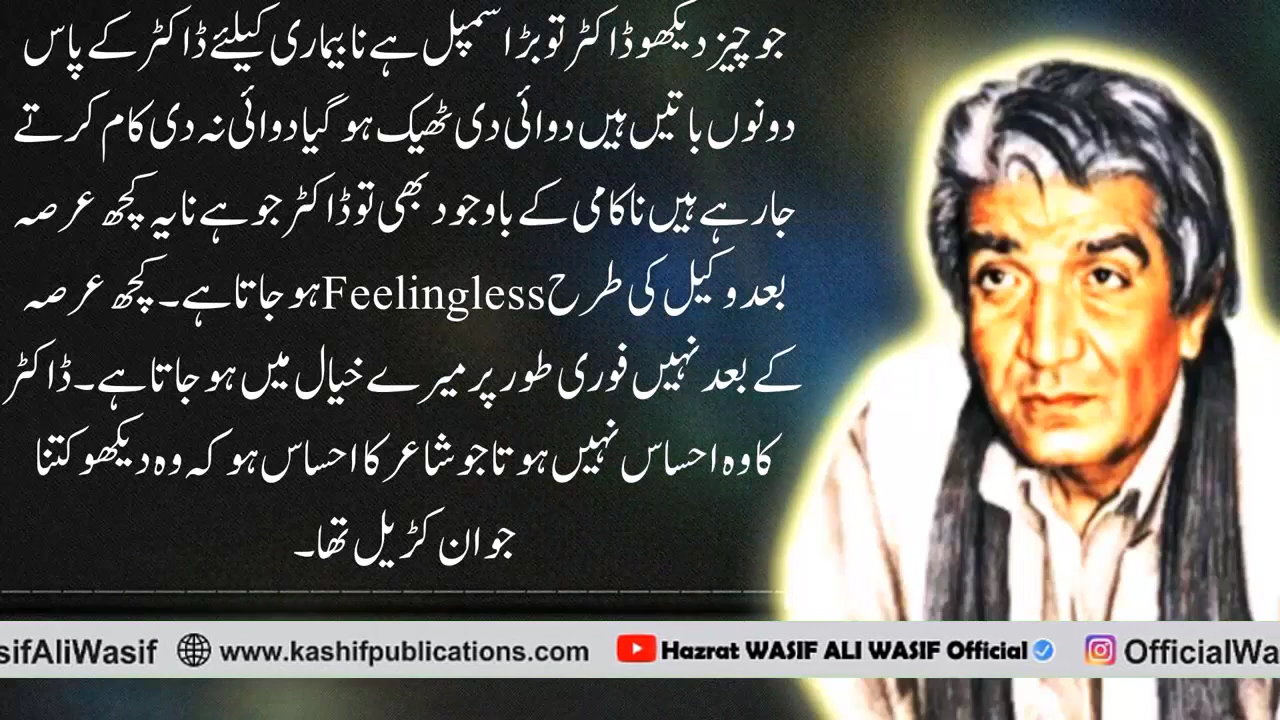 جو چیز دیکھو ڈاکٹر تو بڑا سمپل ہے نا بیماری کیلئے ڈاکٹر کے پاس
دونوں باتیں ہیں دوائی دی ٹھیک ہو گیا دوائی نہ دی کام کرتے
جارہے ہیں ناکامی کے باوجود بھی تو ڈاکٹر جو ہے نا یہ کچھ عرصہ
بعد وکیل کی طرح Feelingless ہو جاتا ہے۔ کچھ عرصہ
کے بعد نہیں فوری طور پر میرے خیال میں ہو جاتا ہے۔ ڈاکٹر
کا وہ احساس نہیں ہوتا جو شاعر کا احساس ہو کہ وہ دیکھو کتنا
جوان کڑیل تھا۔
sifAliWasif www.kashifpublications.com Hazrat WASIF ALI WASIF Official OfficialWa